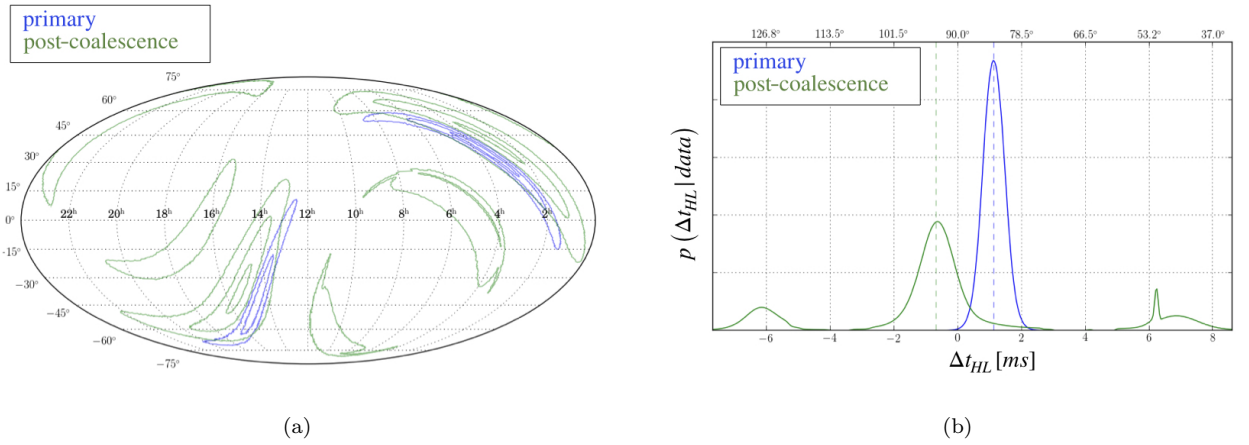 primary
post-coalescence
75°
60°
45°
30°
15°
0°
-15°
-30°
-45°
-60°
-75°
22h 20h 18h 16h 14h 12h 10h 8h 6h 4h 2h
(a)
126.8° 113.5° 101.5° 90.0° 78.5° 66.5° 53.2° 37.0°
primary
post-coalescence
p (Δt_HL | data)
−6 −4 −2 0 2 4 6 8
Δt_HL [ms]
(b)